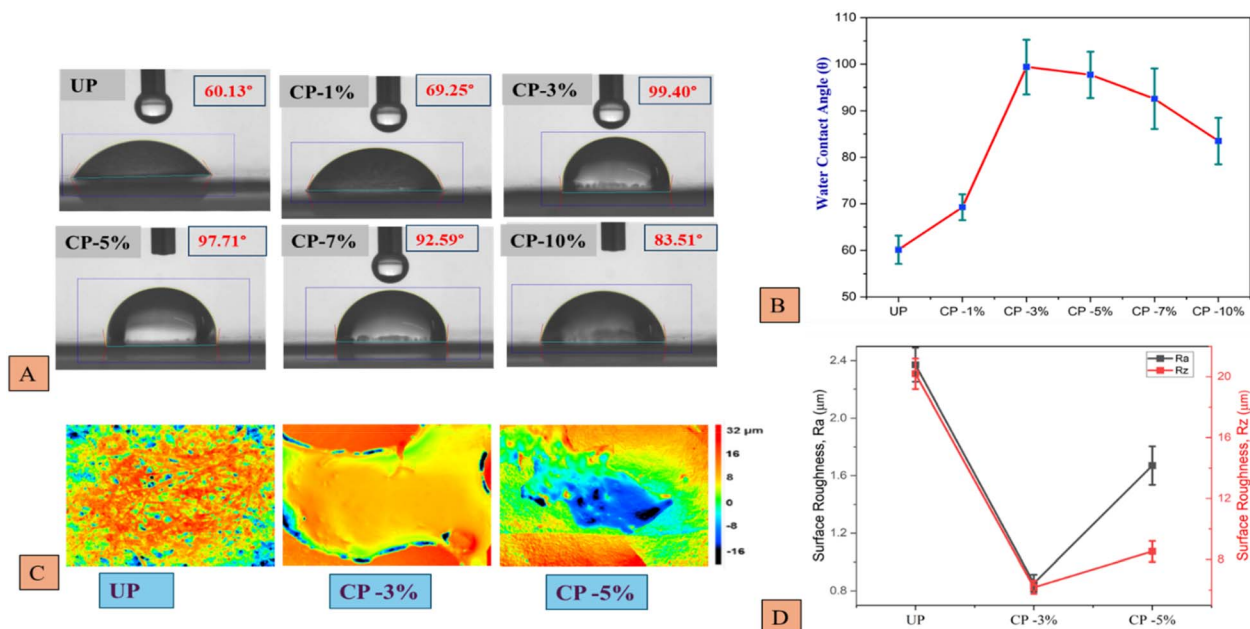 UP
60.13°
CP-1%
69.25°
CP-3%
99.40°
CP-5%
97.71°
CP-7%
92.59°
CP-10%
83.51°
A
Water Contact Angle (θ)
110
100
90
80
70
60
50
UP
CP -1%
CP -3%
CP -5%
CP -7%
CP -10%
B
32 µm
16
8
0
-8
-16
C
UP
CP -3%
CP -5%
Surface Roughness, Ra (µm)
2.4
2.0
1.6
1.2
0.8
Ra
Rz
20
16
12
8
Surface Roughness, Rz (µm)
UP
CP -3%
CP -5%
D